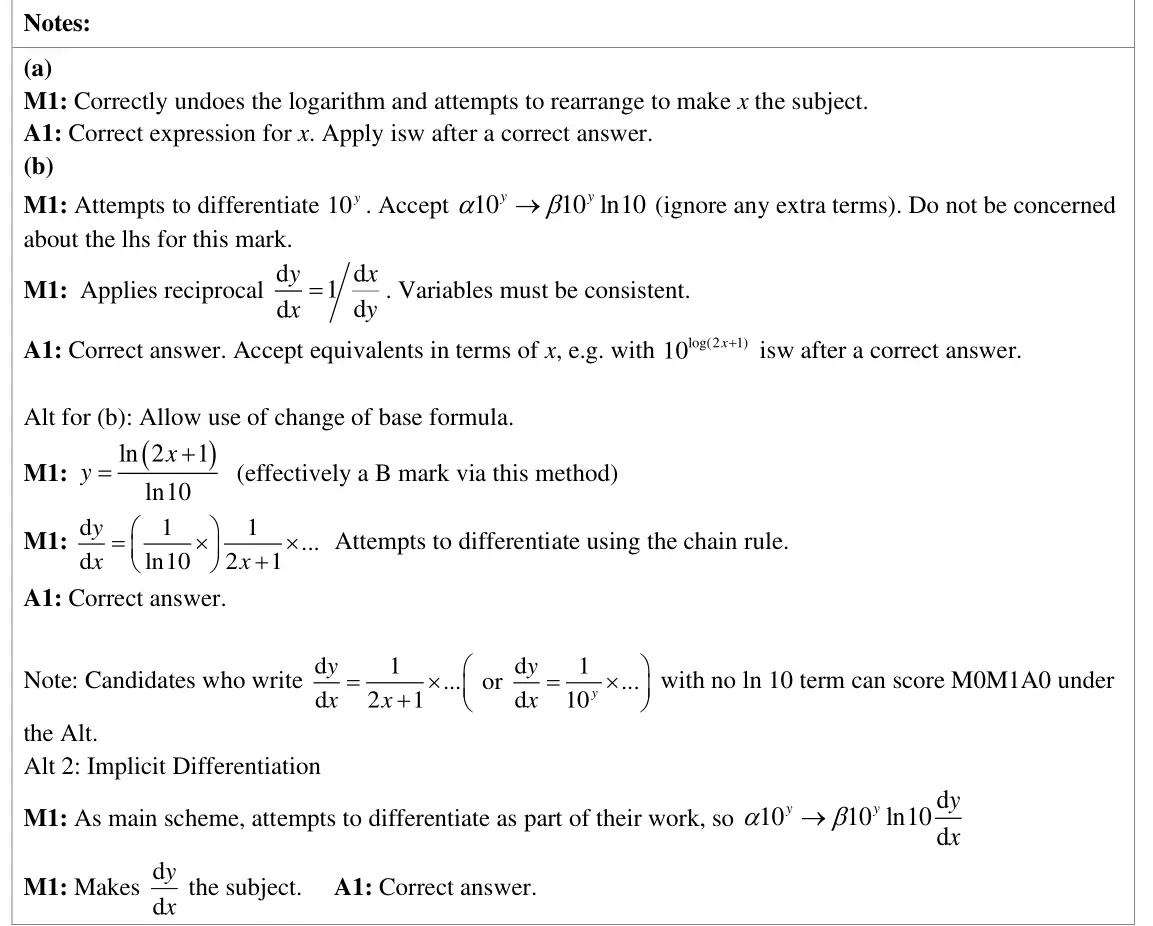 Notes:
(a)
M1: Correctly undoes the logarithm and attempts to rearrange to make x the subject.
A1: Correct expression for x. Apply isw after a correct answer.
(b)
M1: Attempts to differentiate 10^y . Accept α10^y → β10^y ln10 (ignore any extra terms). Do not be concerned
about the lhs for this mark.
M1: Applies reciprocal dy/dx = 1/(dx/dy) . Variables must be consistent.
A1: Correct answer. Accept equivalents in terms of x, e.g. with 10^(log(2x+1)) isw after a correct answer.
Alt for (b): Allow use of change of base formula.
M1: y = ln(2x+1)/ln10 (effectively a B mark via this method)
M1: dy/dx = (1/ln10 ×) 1/(2x+1) ×... Attempts to differentiate using the chain rule.
A1: Correct answer.
Note: Candidates who write dy/dx = 1/(2x+1) ×... (or dy/dx = 1/10^y ×...) with no ln 10 term can score M0M1A0 under
the Alt.
Alt 2: Implicit Differentiation
M1: As main scheme, attempts to differentiate as part of their work, so α10^y → β10^y ln10 dy/dx
M1: Makes dy/dx the subject. A1: Correct answer.